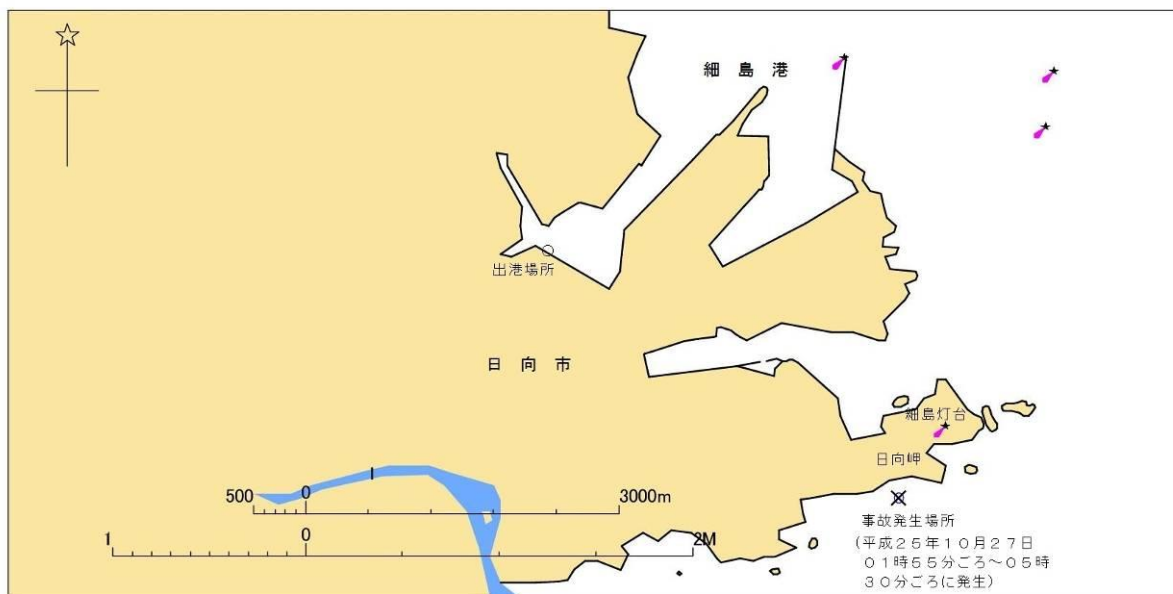 細 島 港
出港場所
日 向 市
細島灯台
日向岬
500 0 3000m
1 0 2M
事故発生場所
(平成25年10月27日
01時55分ごろ~05時
30分ごろに発生)